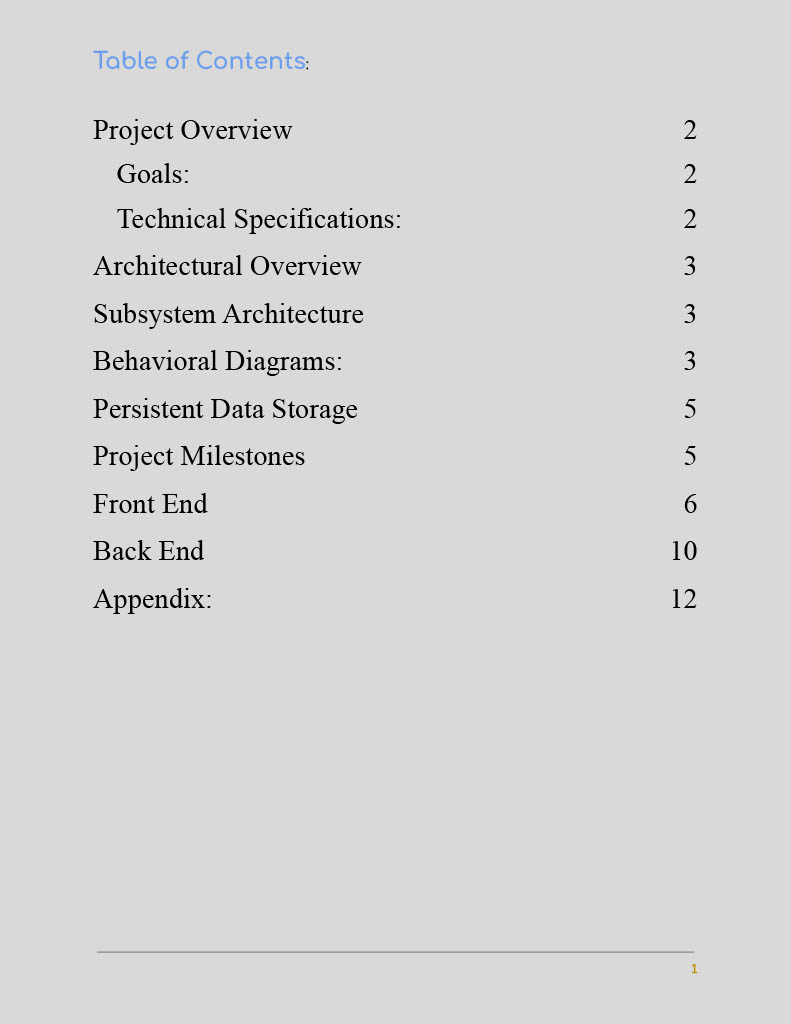 Table of Contents:
Project Overview 2
Goals: 2
Technical Specifications: 2
Architectural Overview 3
Subsystem Architecture 3
Behavioral Diagrams: 3
Persistent Data Storage 5
Project Milestones 5
Front End 6
Back End 10
Appendix: 12
1